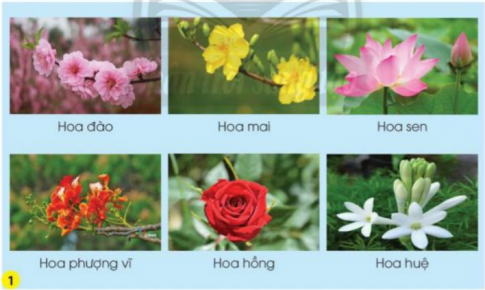 Hoa đào
Hoa mai
Hoa sen
Hoa phượng vĩ
Hoa hồng
Hoa huệ
1